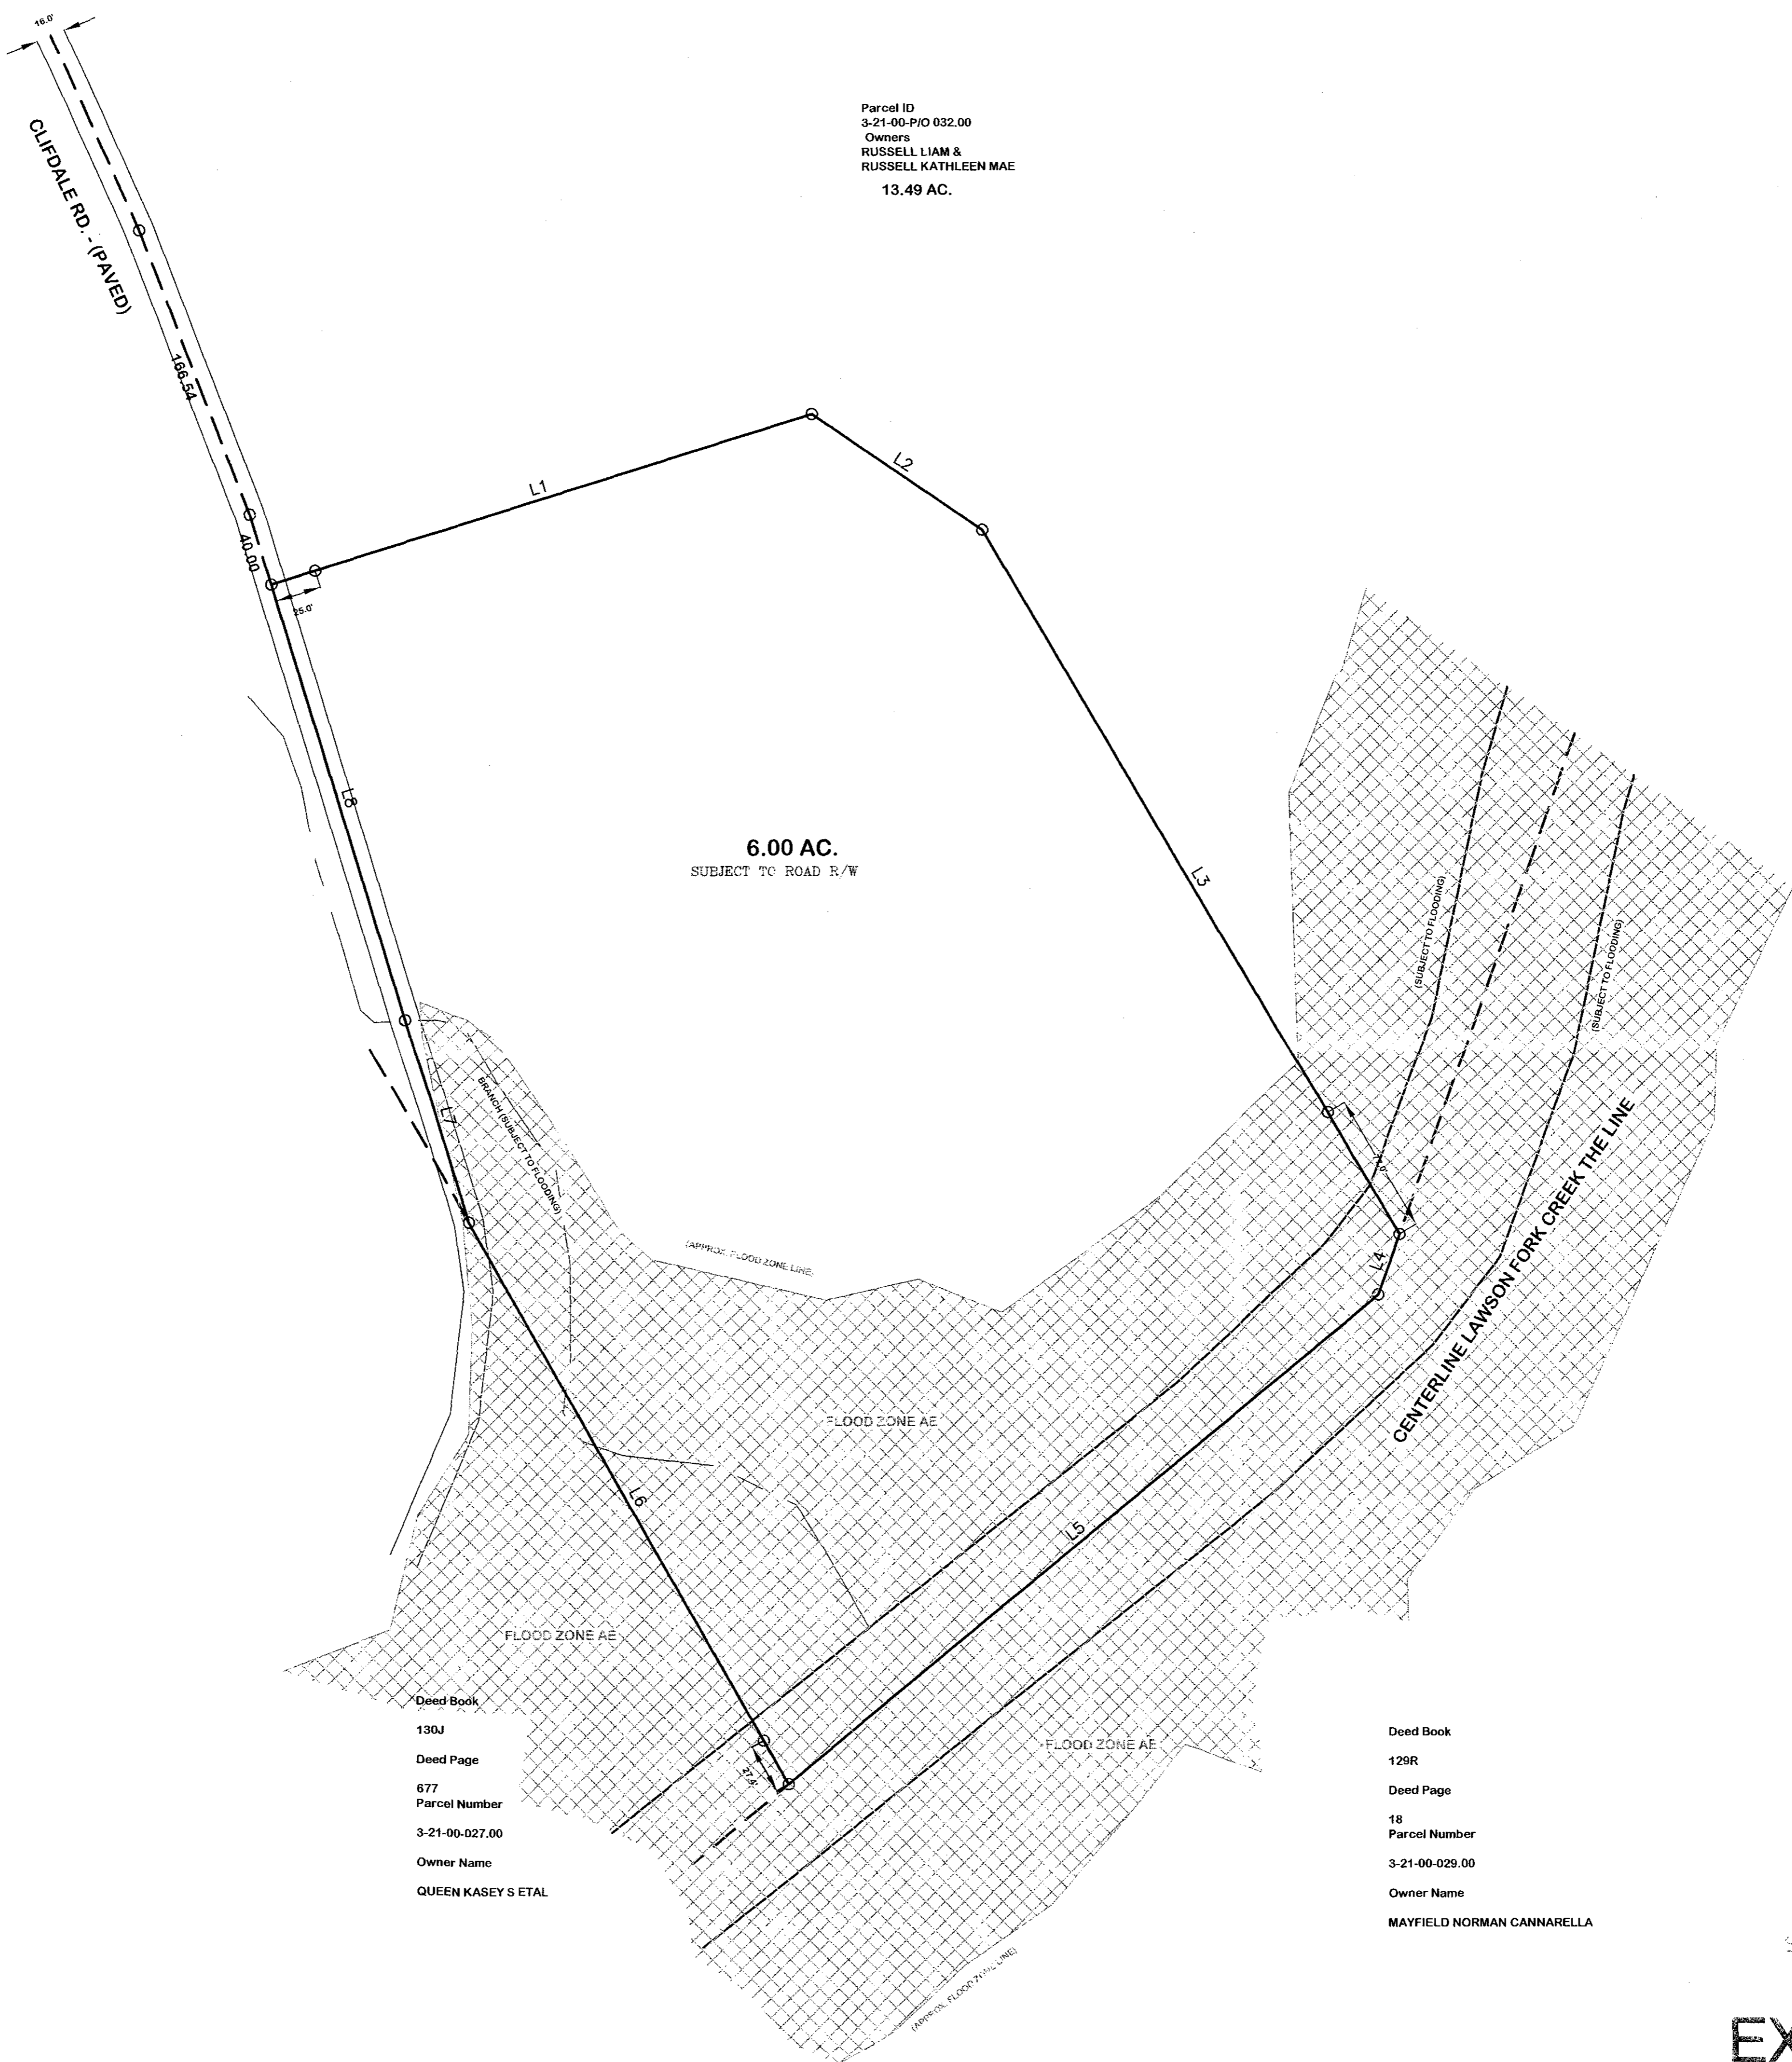 16.0'
CLIFDALE RD. - (PAVED)
Parcel ID
3-21-00-P/O 032.00
Owners
RUSSELL LIAM &
RUSSELL KATHLEEN MAE
13.49 AC.
166.54
L1
L2
40.00
25.0'
L8
6.00 AC.
SUBJECT TO ROAD R/W
L3
(SUBJECT TO FLOODING)
(SUBJECT TO FLOODING)
L7
BRANCH (SUBJECT TO FLOODING)
CENTERLINE LAWSON FORK CREEK THE LINE
L4
(APPROX. FLOOD ZONE LINE)
FLOOD ZONE AE
L6
L5
FLOOD ZONE AE
FLOOD ZONE AE
27.4'
Deed Book
130J
Deed Page
677
Parcel Number
3-21-00-027.00
Owner Name
QUEEN KASEY S ETAL
Deed Book
129R
Deed Page
18
Parcel Number
3-21-00-029.00
Owner Name
MAYFIELD NORMAN CANNARELLA
(APPROX. FLOOD ZONE LINE)
EX